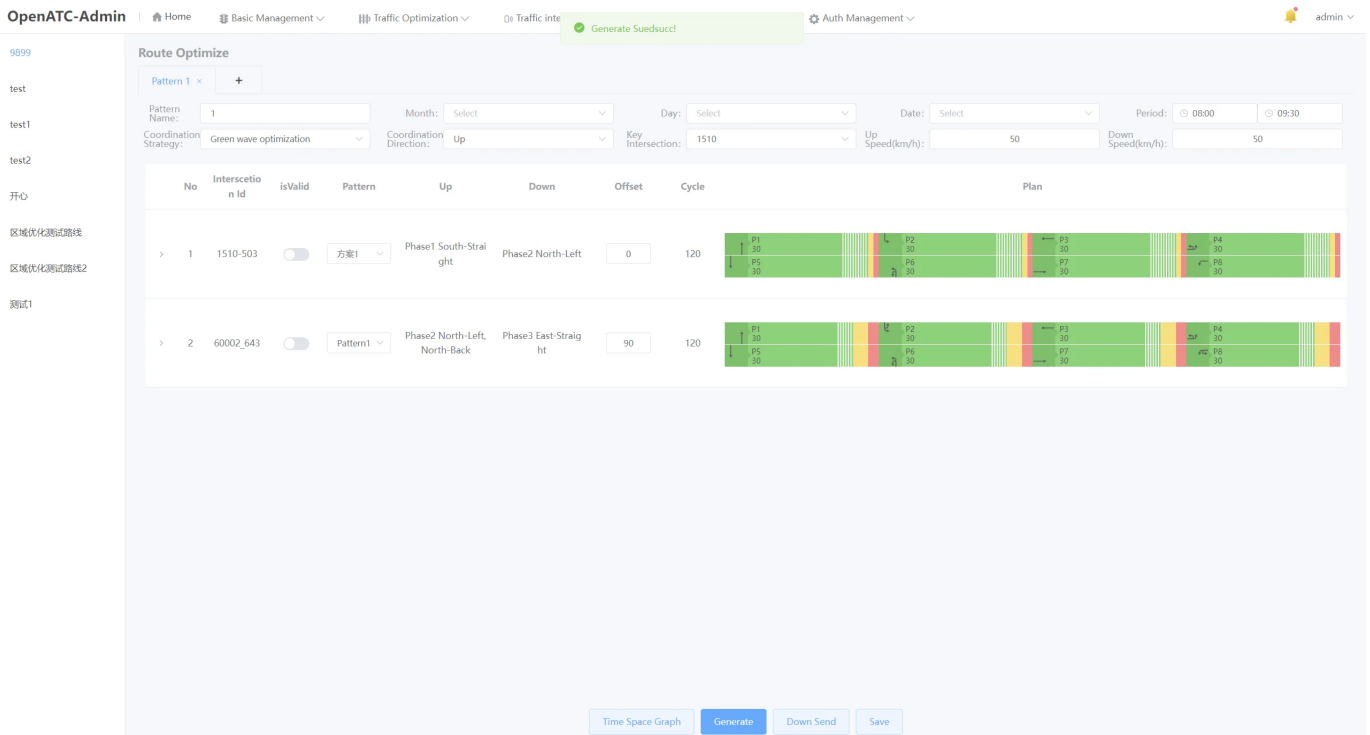 OpenATC-Admin
Home
Basic Management
Traffic Optimization
Traffic inte
Auth Management
admin
Generate Suedsucc!
9899
test
test1
test2
开心
区域优化测试路线
区域优化测试路线2
测试1
Route Optimize
Pattern 1 ×
+
Pattern Name:
1
Month:
Select
Day:
Select
Date:
Select
Period:
08:00
09:30
Coordination Strategy:
Green wave optimization
Coordination Direction:
Up
Key Intersection:
1510
Up Speed(km/h):
50
Down Speed(km/h):
50
No
Interscetio
n Id
isValid
Pattern
Up
Down
Offset
Cycle
Plan
1
1510-503
方案1
Phase1 South-Strai
ght
Phase2 North-Left
0
120
P1
30
P2
30
P3
30
P4
30
P5
30
P6
30
P7
30
P8
30
2
60002_643
Pattern1
Phase2 North-Left,
North-Back
Phase3 East-Straig
ht
90
120
P1
30
P2
30
P3
30
P4
30
P5
30
P6
30
P7
30
P8
30
Time Space Graph
Generate
Down Send
Save